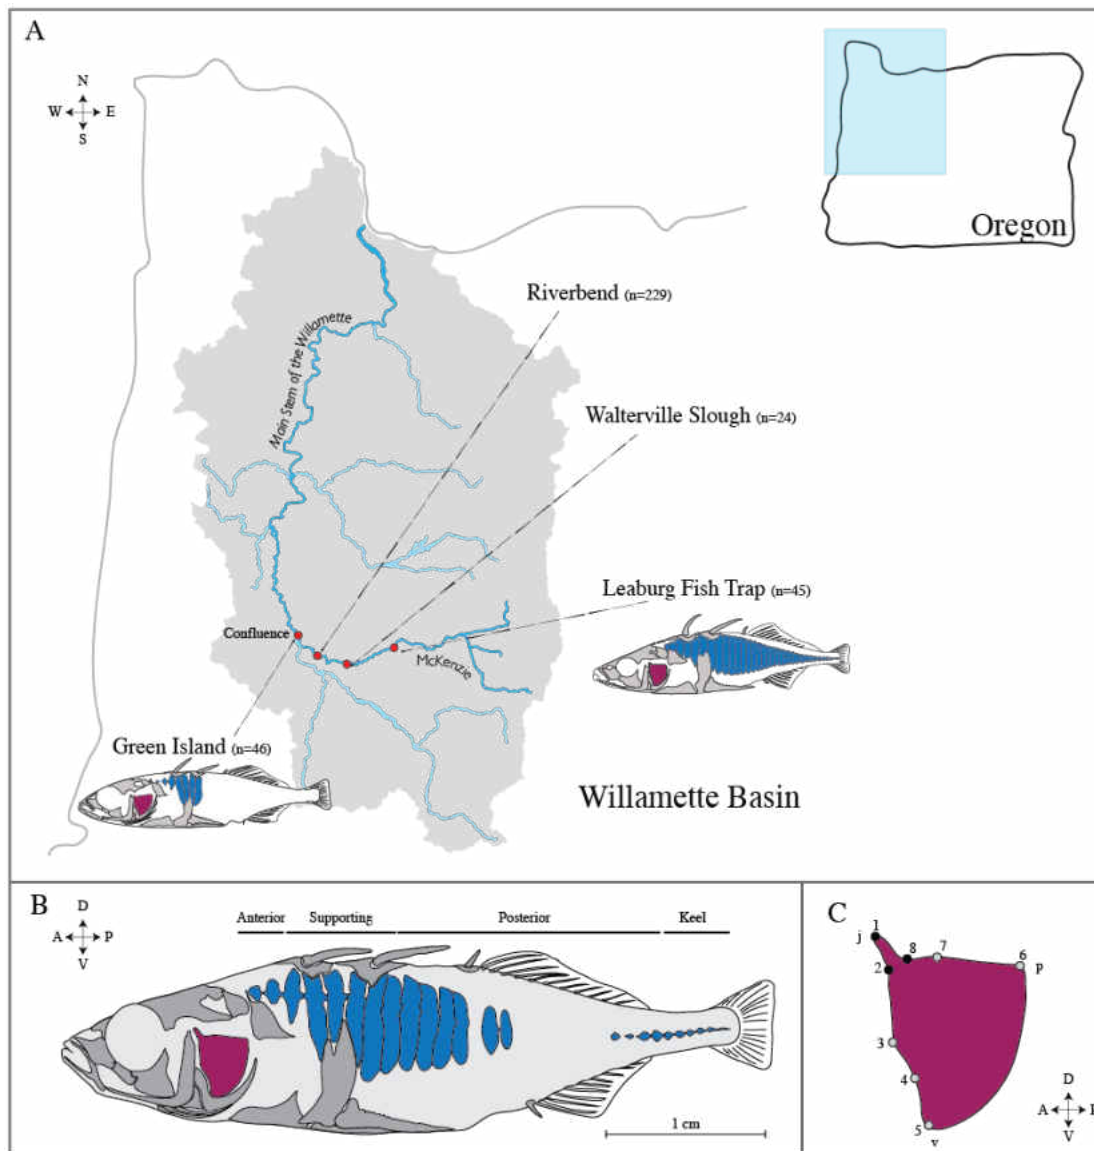 A
N
W E
S
Oregon
Riverbend (n=229)
Main Stem of the Willamette
Walterville Slough (n=24)
Leaburg Fish Trap (n=45)
Confluence
McKenzie
Green Island (n=46)
Willamette Basin
B
D
A P
V
Anterior Supporting Posterior Keel
1 cm
C
1
j
8 7 6
2 p
3
4
5
v
D
A P
V